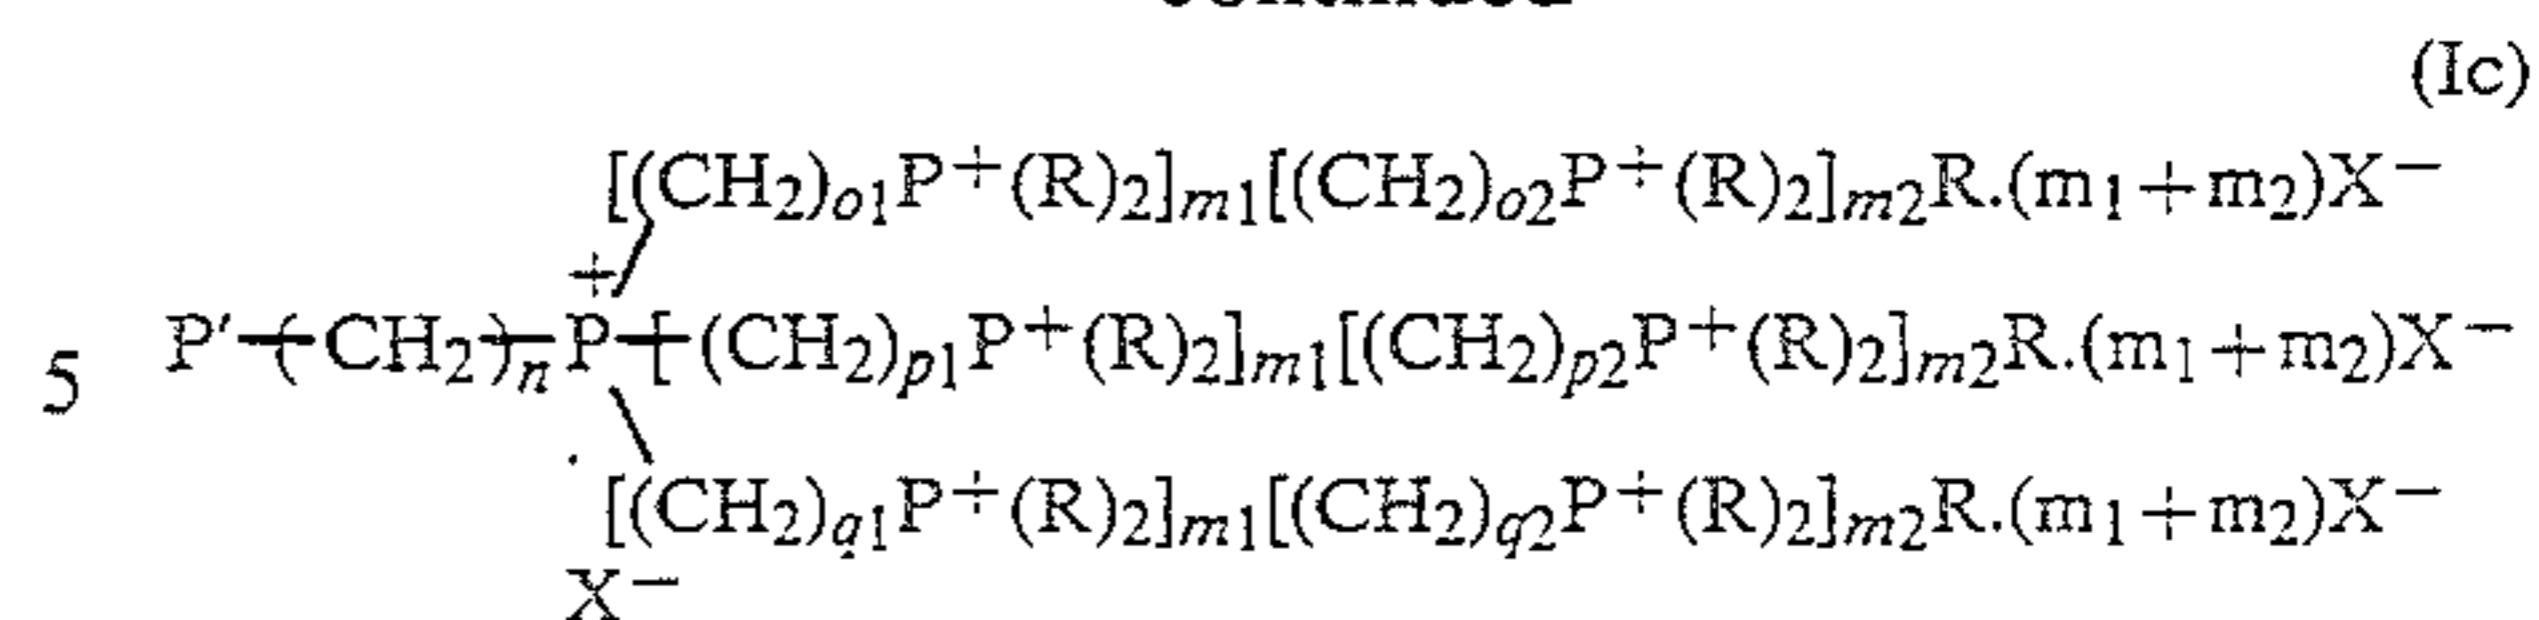 continued
(Ic)
[(CH2)o1P+(R)2]m1[(CH2)o2P+(R)2]m2R.(m1+m2)X−
+
5 P′-(CH2)n-P-[(CH2)p1P+(R)2]m1[(CH2)p2P+(R)2]m2R.(m1+m2)X−
[(CH2)q1P+(R)2]m1[(CH2)q2P+(R)2]m2R.(m1+m2)X−
X−